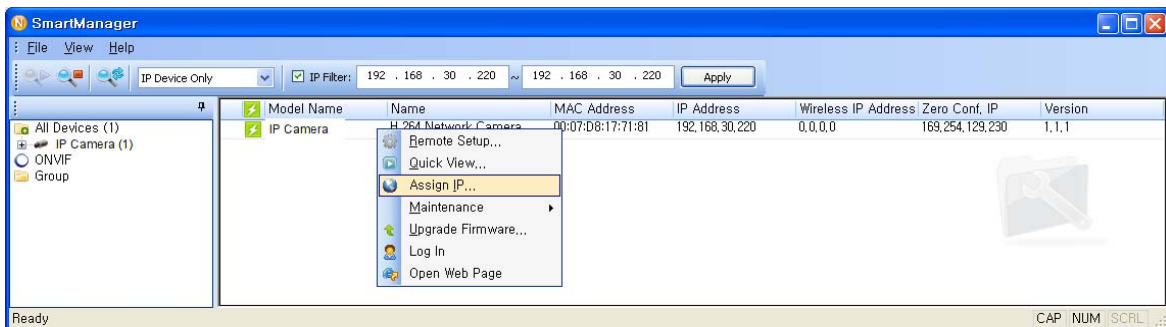 SmartManager
File View Help
IP Device Only IP Filter: 192 . 168 . 30 . 220 ~ 192 . 168 . 30 . 220 Apply
Model Name Name MAC Address IP Address Wireless IP Address Zero Conf, IP Version
All Devices (1)
IP Camera (1)
ONVIF
Group
IP Camera H.264 Network Camera 00:07:D8:17:71:81 192,168,30,220 0,0,0,0 169,254,129,230 1,1,1
Remote Setup...
Quick View...
Assign IP...
Maintenance
Upgrade Firmware...
Log In
Open Web Page
Ready CAP NUM SCRL